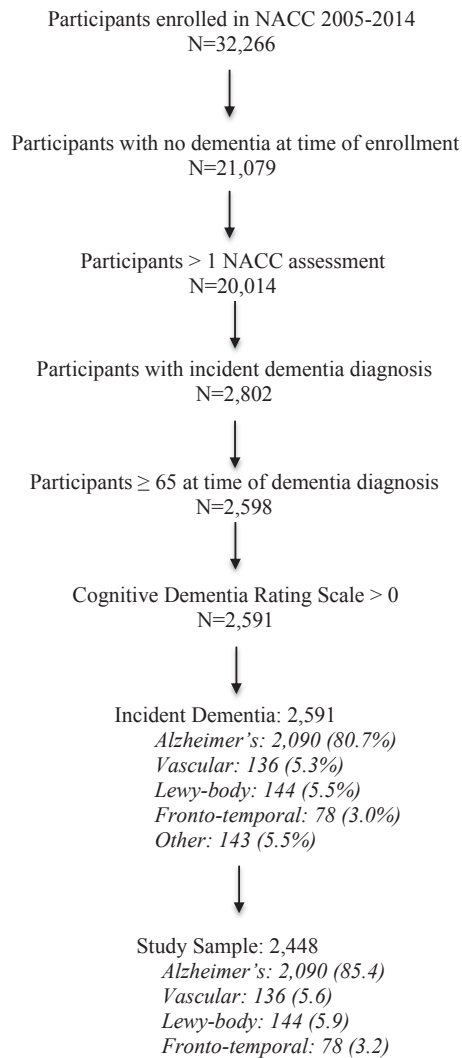 Participants enrolled in NACC 2005-2014
N=32,266
Participants with no dementia at time of enrollment
N=21,079
Participants > 1 NACC assessment
N=20,014
Participants with incident dementia diagnosis
N=2,802
Participants ≥ 65 at time of dementia diagnosis
N=2,598
Cognitive Dementia Rating Scale > 0
N=2,591
Incident Dementia: 2,591
Alzheimer's: 2,090 (80.7%)
Vascular: 136 (5.3%)
Lewy-body: 144 (5.5%)
Fronto-temporal: 78 (3.0%)
Other: 143 (5.5%)
Study Sample: 2,448
Alzheimer's: 2,090 (85.4)
Vascular: 136 (5.6)
Lewy-body: 144 (5.9)
Fronto-temporal: 78 (3.2)